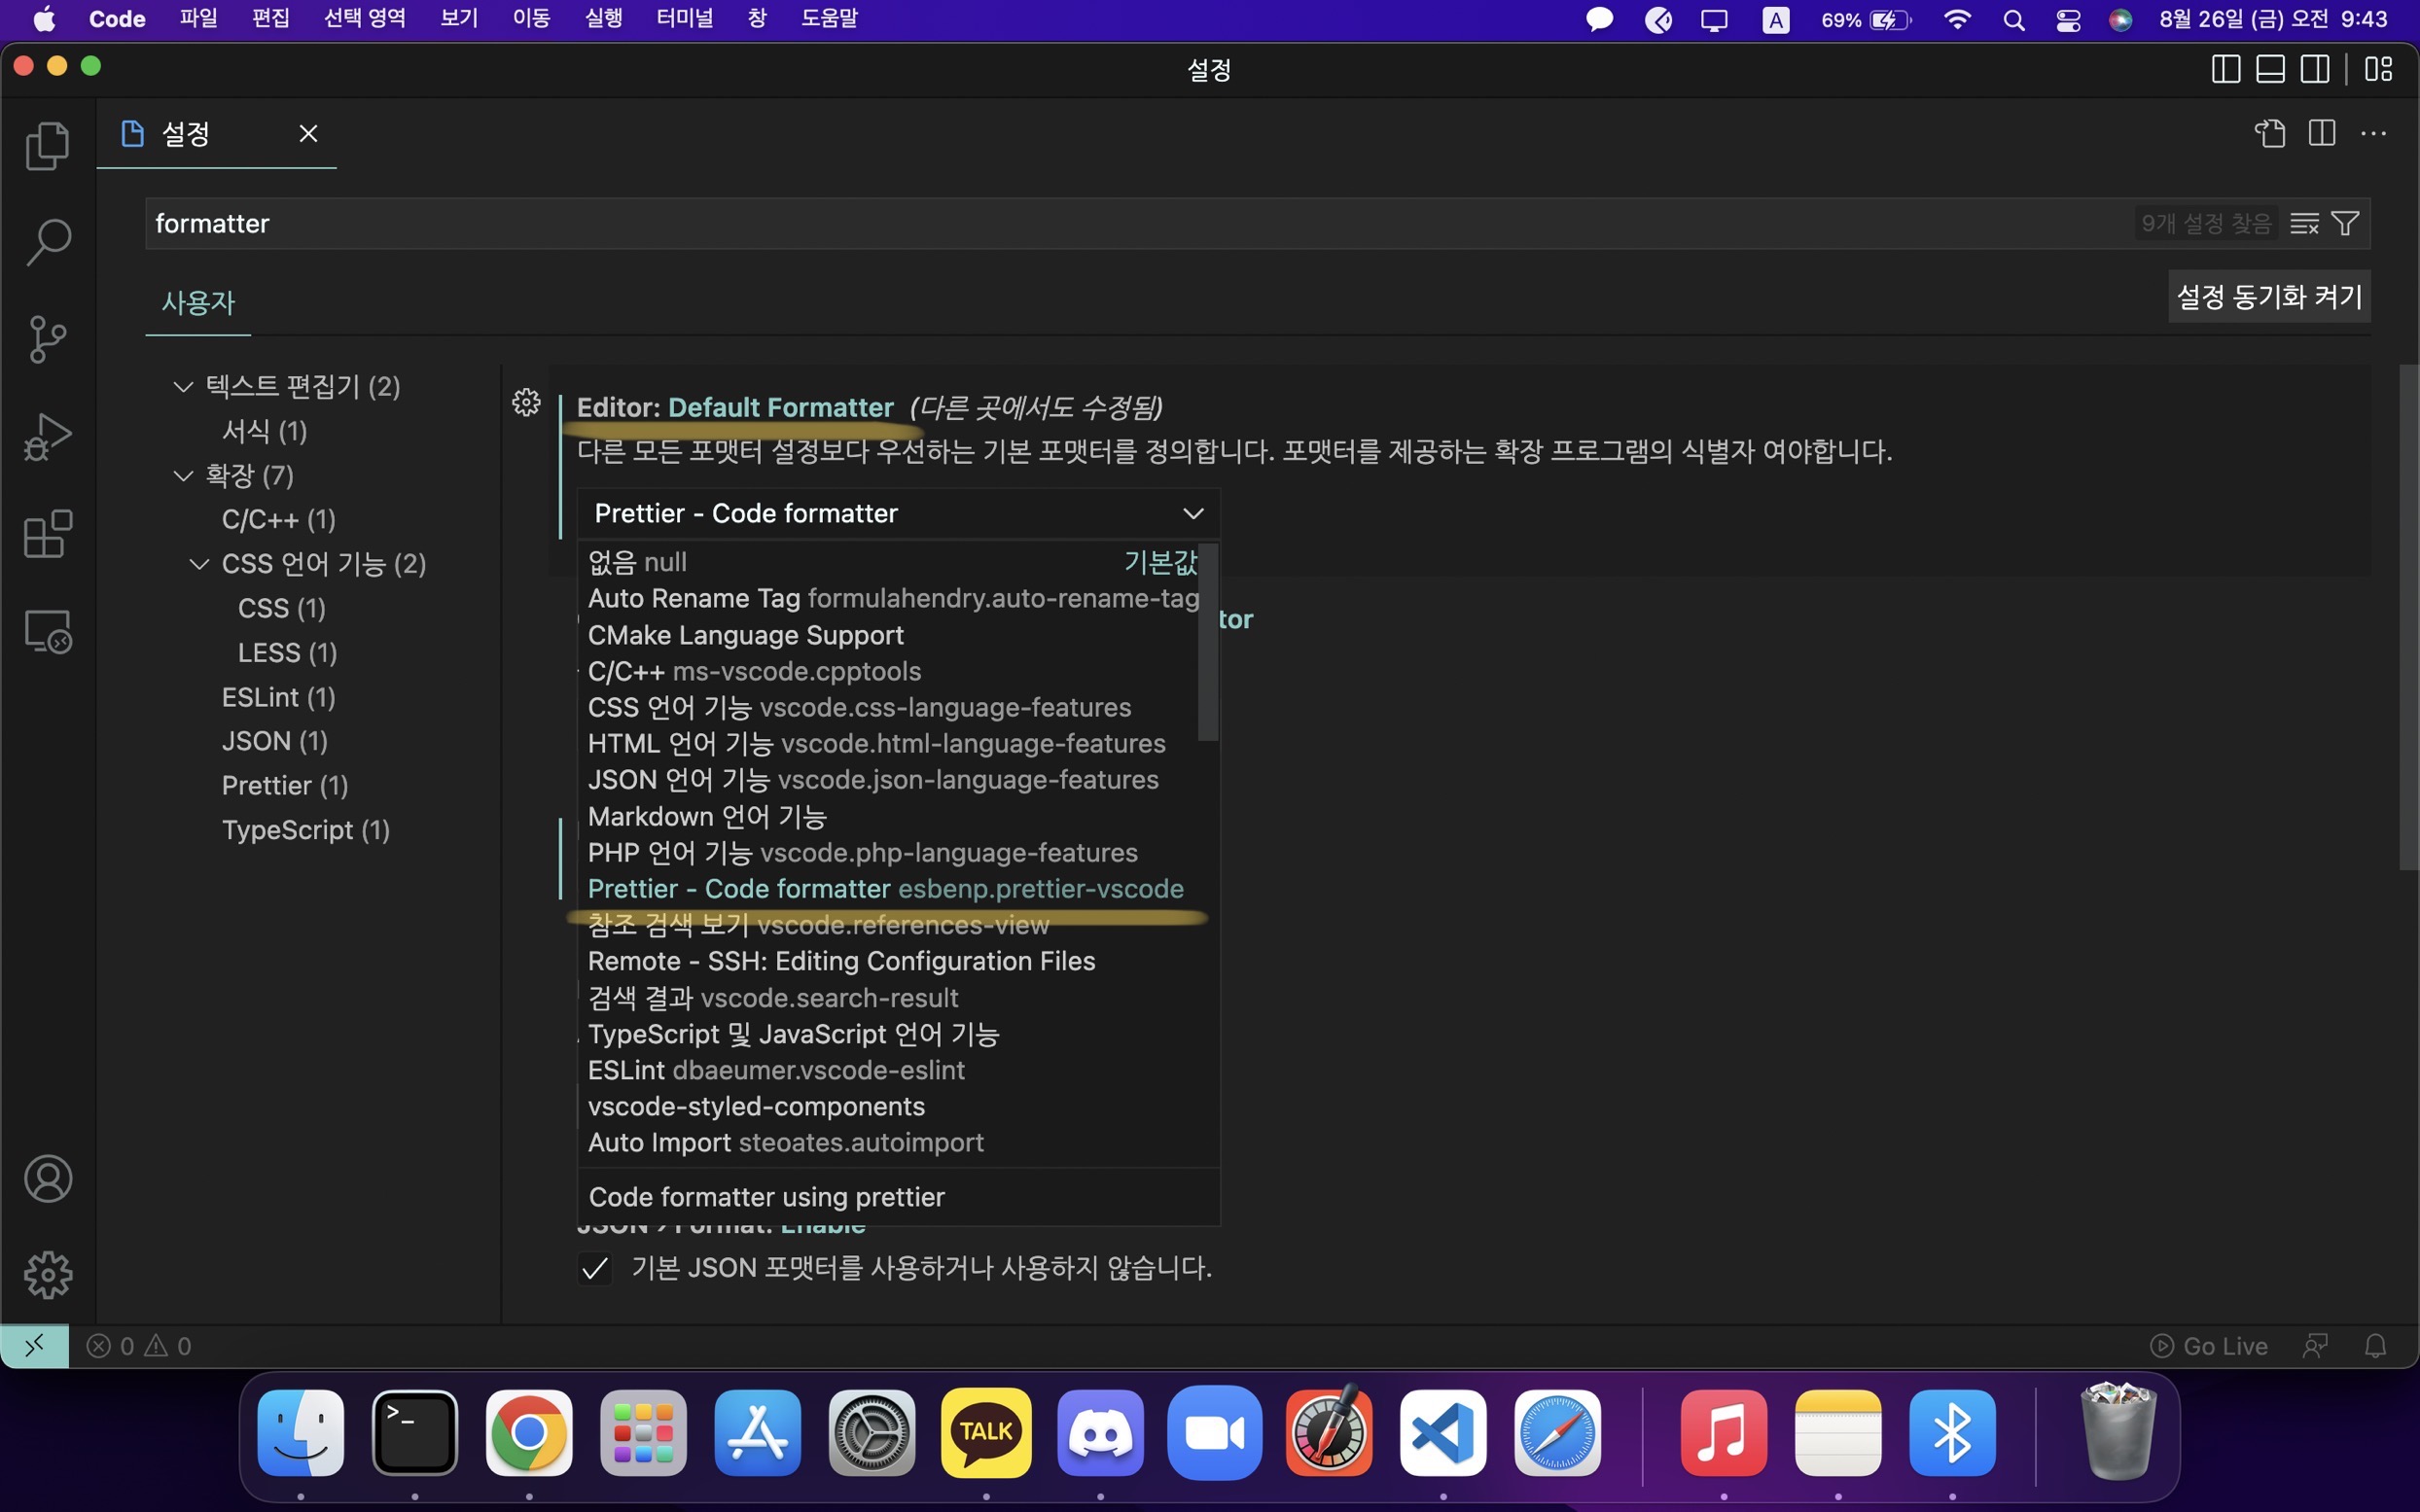 Code 파일 편집 선택 영역 보기 이동 실행 터미널 창 도움말 A 69% 8월 26일 (금) 오전 9:43
설정
설정
formatter 9개 설정 찾음
사용자 설정 동기화 켜기
텍스트 편집기 (2)
서식 (1)
확장 (7)
C/C++ (1)
CSS 언어 기능 (2)
CSS (1)
LESS (1)
ESLint (1)
JSON (1)
Prettier (1)
TypeScript (1)
Editor: Default Formatter (다른 곳에서도 수정됨)
다른 모든 포맷터 설정보다 우선하는 기본 포맷터를 정의합니다. 포맷터를 제공하는 확장 프로그램의 식별자 여야합니다.
Prettier - Code formatter
없음 null 기본값
Auto Rename Tag formulahendry.auto-rename-tag
tor
CMake Language Support
C/C++ ms-vscode.cpptools
CSS 언어 기능 vscode.css-language-features
HTML 언어 기능 vscode.html-language-features
JSON 언어 기능 vscode.json-language-features
Markdown 언어 기능
PHP 언어 기능 vscode.php-language-features
Prettier - Code formatter esbenp.prettier-vscode
참조 검색 보기 vscode.references-view
Remote - SSH: Editing Configuration Files
검색 결과 vscode.search-result
TypeScript 및 JavaScript 언어 기능
ESLint dbaeumer.vscode-eslint
vscode-styled-components
Auto Import steoates.autoimport
Code formatter using prettier
JSON › Format: Enable
기본 JSON 포맷터를 사용하거나 사용하지 않습니다.
0 0 Go Live
>_
TALK